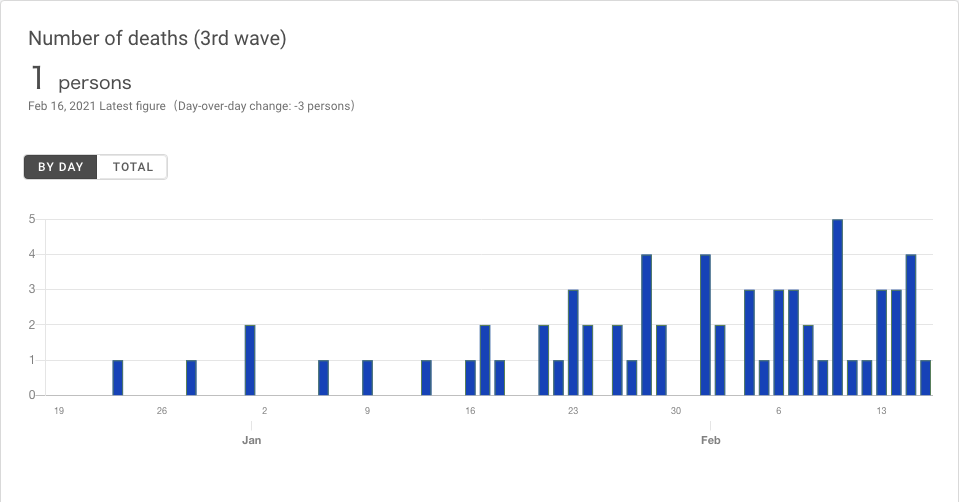 Number of deaths (3rd wave)
1 persons
Feb 16, 2021 Latest figure（Day-over-day change: -3 persons）
BY DAY TOTAL
5
4
3
2
1
0
19 26 2 9 16 23 30 6 13
Jan Feb